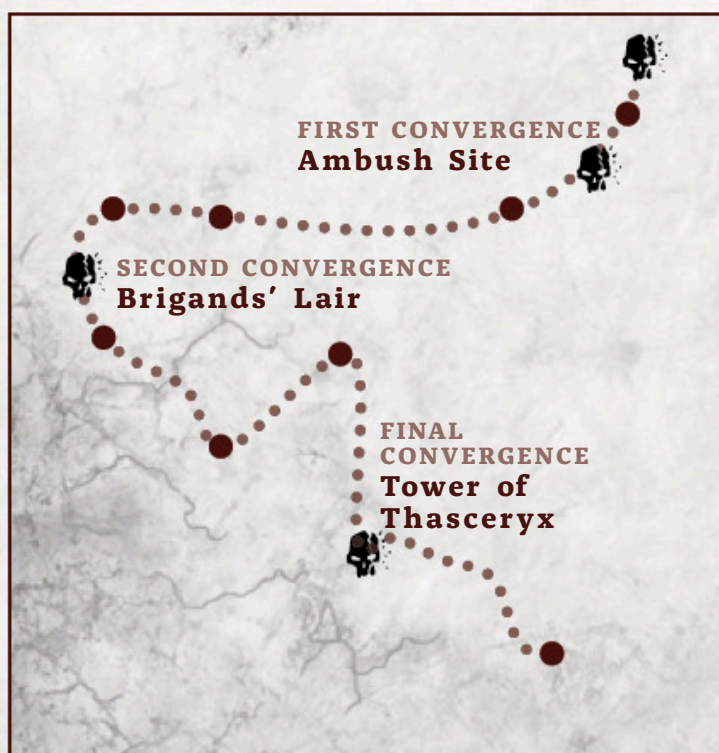 FIRST CONVERGENCE
Ambush Site
SECOND CONVERGENCE
Brigands' Lair
FINAL
CONVERGENCE
Tower of
Thasceryx